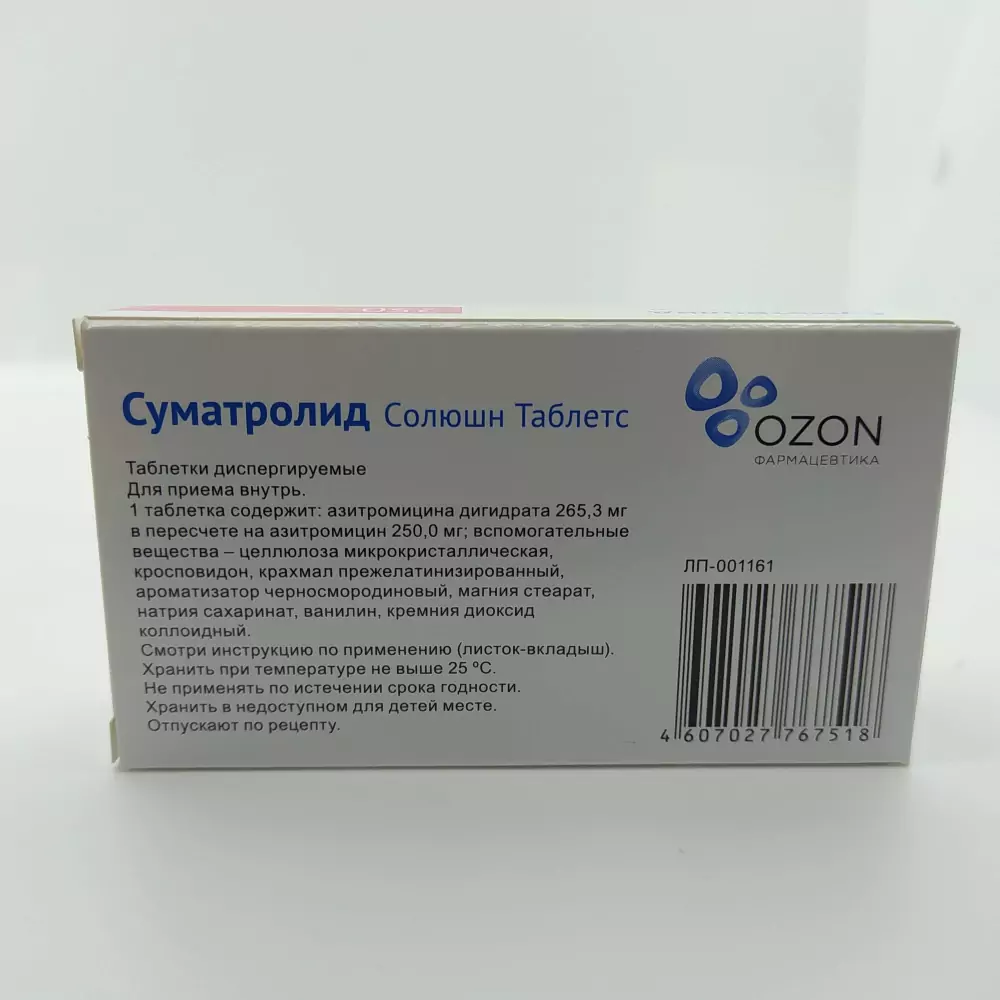 Суматролид Солюшн Таблетс
OZON
ФАРМАЦЕВТИКА
Таблетки диспергируемые
Для приема внутрь.
1 таблетка содержит: азитромицина дигидрата 265,3 мг
в пересчете на азитромицин 250,0 мг; вспомогательные
вещества – целлюлоза микрокристаллическая,
кросповидон, крахмал прежелатинизированный,
ароматизатор черносмородиновый, магния стеарат,
натрия сахаринат, ванилин, кремния диоксид
коллоидный.
Смотри инструкцию по применению (листок-вкладыш).
Хранить при температуре не выше 25 ºС.
Не применять по истечении срока годности.
Хранить в недоступном для детей месте.
Отпускают по рецепту.
ЛП-001161
4 607027 767518